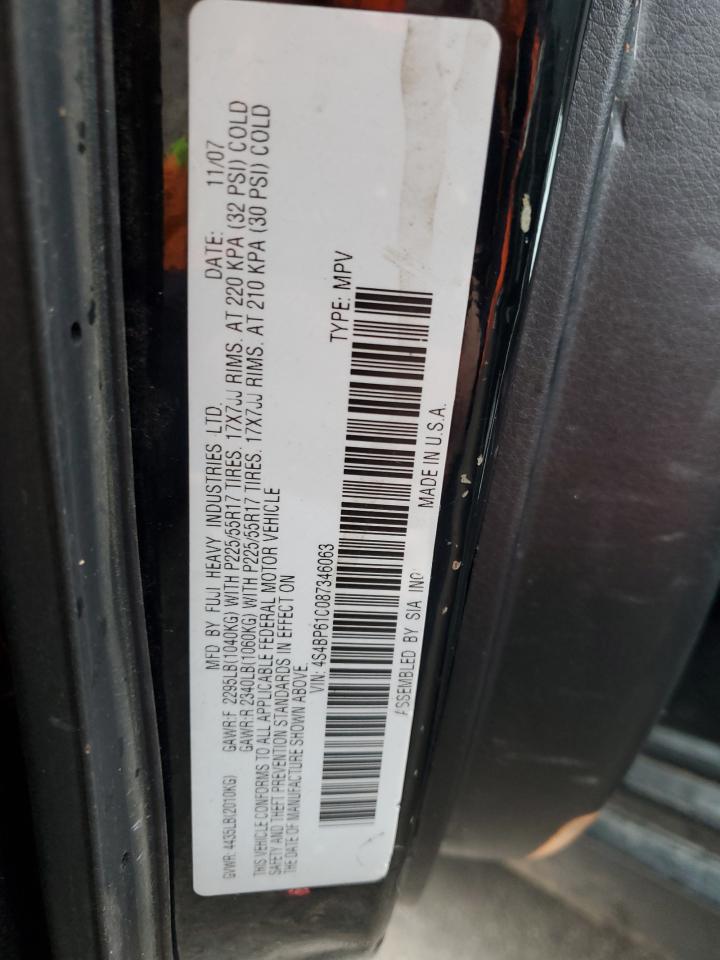 MFD BY FUJI HEAVY INDUSTRIES LTD. DATE: 11/07
GVWR: 4435LB(2010KG) GAWR:F 2295LB(1040KG) WITH P225/55R17 TIRES. 17X7JJ RIMS. AT 220 KPA (32 PSI) COLD
GAWR:R 2340LB(1060KG) WITH P225/55R17 TIRES. 17X7JJ RIMS. AT 210 KPA (30 PSI) COLD
THIS VEHICLE CONFORMS TO ALL APPLICABLE FEDERAL MOTOR VEHICLE
SAFETY AND THEFT PREVENTION STANDARDS IN EFFECT ON
THE DATE OF MANUFACTURE SHOWN ABOVE.
VIN: 4S4BP61C087346063 TYPE: MPV
ASSEMBLED BY SIA INC MADE IN U.S.A.